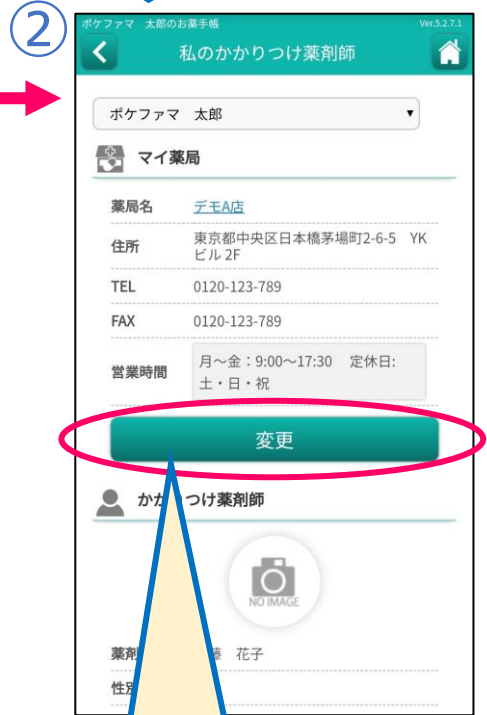 ②
ポケファマ 太郎のお薬手帳 Ver.5.2.7.1
私のかかりつけ薬剤師
ポケファマ 太郎
マイ薬局
薬局名 デモA店
住所 東京都中央区日本橋茅場町2-6-5 YK
ビル 2F
TEL 0120-123-789
FAX 0120-123-789
営業時間 月～金：9:00～17:30 定休日:
土・日・祝
変更
かか つけ薬剤師
NO IMAGE
薬剤 花子
性別